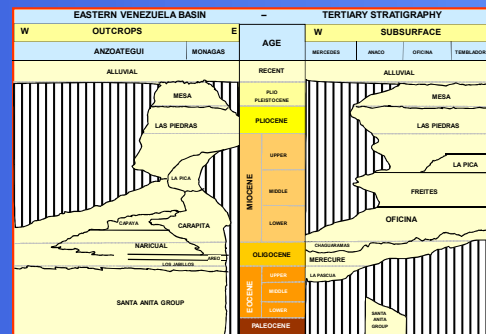 EASTERN VENEZUELA BASIN – TERTIARY STRATIGRAPHY
W OUTCROPS E
ANZOATEGUI MONAGAS
AGE
W SUBSURFACE
MERCEDES ANACO OFICINA TEMBLADOR
ALLUVIAL
MESA
LAS PIEDRAS
LA PICA
CAPAYA
CARAPITA
NARICUAL
AREO
LOS JABILLOS
SANTA ANITA GROUP
RECENT
PLIO
PLEISTOCENE
PLIOCENE
MIOCENE
UPPER
MIDDLE
LOWER
OLIGOCENE
EOCENE
UPPER
MIDDLE
LOWER
PALEOCENE
ALLUVIAL
MESA
LAS PIEDRAS
LA PICA
FREITES
OFICINA
CHAGUARAMAS
MERECURE
LA PASCUA
SANTA
ANITA
GROUP